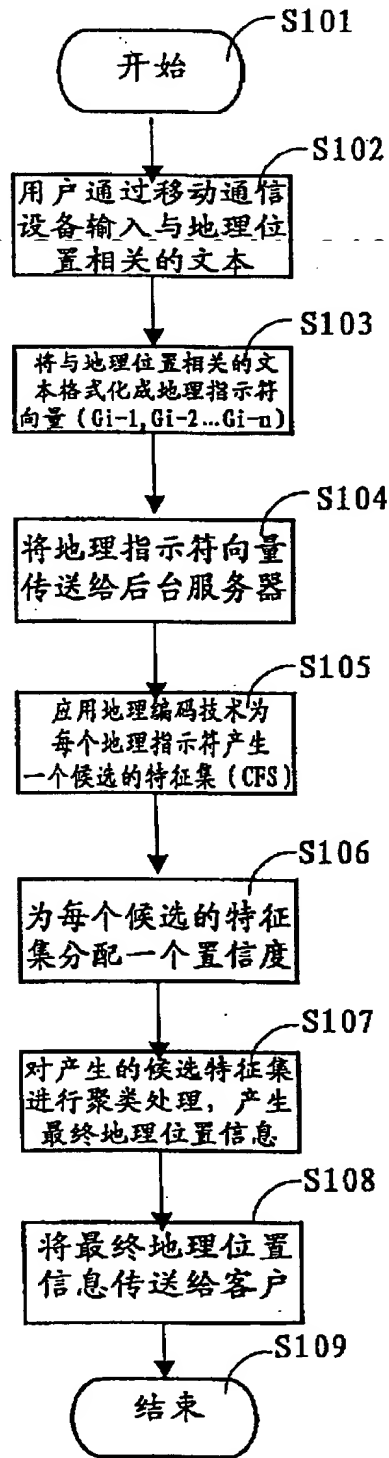 S101
开始
S102
用户通过移动通信
设备输入与地理位
置相关的文本
S103
将与地理位置相关的文
本格式化成地理指示符
向量(Gi-1,Gi-2...Gi-n)
S104
将地理指示符向量
传送给后台服务器
S105
应用地理编码技术为
每个地理指示符产生
一个候选的特征集(CFS)
S106
为每个候选的特征
集分配一个置信度
S107
对产生的候选特征集
进行聚类处理,产生
最终地理位置信息
S108
将最终地理位置
信息传送给客户
S109
结束